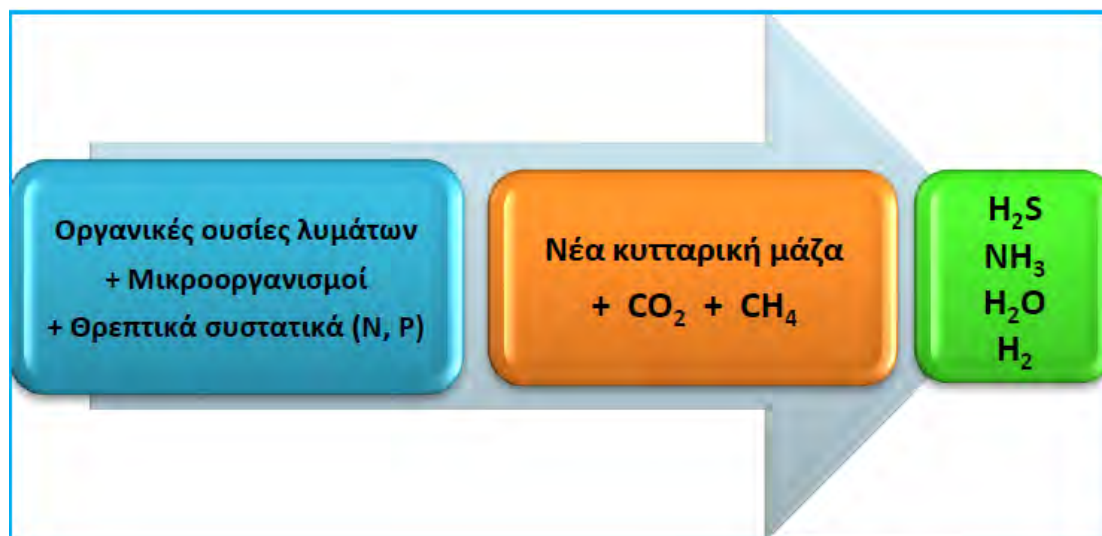 Οργανικές ουσίες λυμάτων
+ Μικροοργανισμοί
+ Θρεπτικά συστατικά (N, P)
Νέα κυτταρική μάζα
+ CO₂ + CH₄
H₂S
NH₃
H₂O
H₂